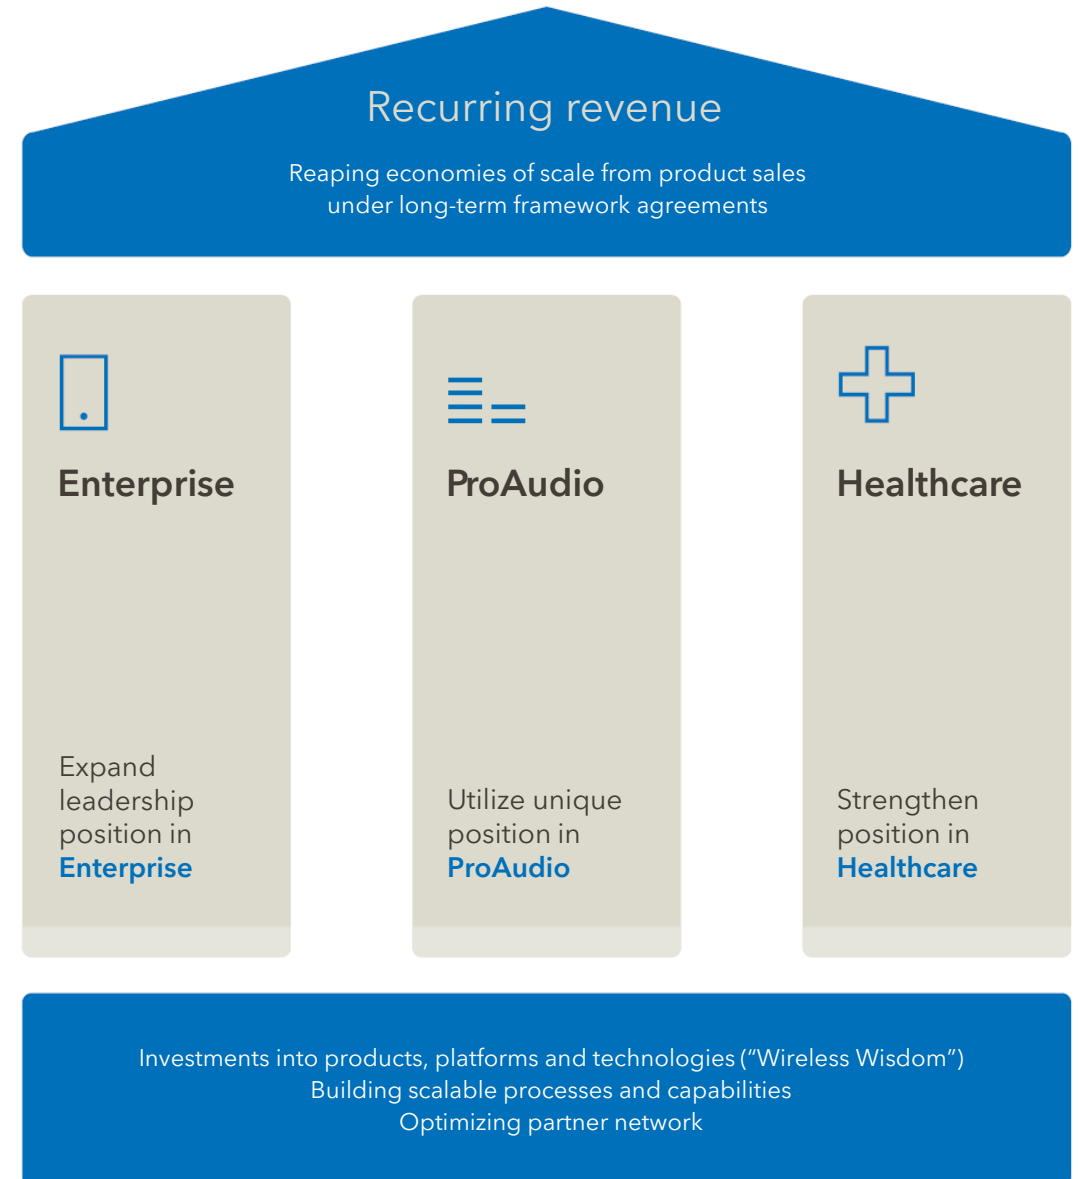 Recurring revenue
Reaping economies of scale from product sales
under long-term framework agreements
Enterprise
Expand
leadership
position in
Enterprise
ProAudio
Utilize unique
position in
ProAudio
Healthcare
Strengthen
position in
Healthcare
Investments into products, platforms and technologies (“Wireless Wisdom”)
Building scalable processes and capabilities
Optimizing partner network